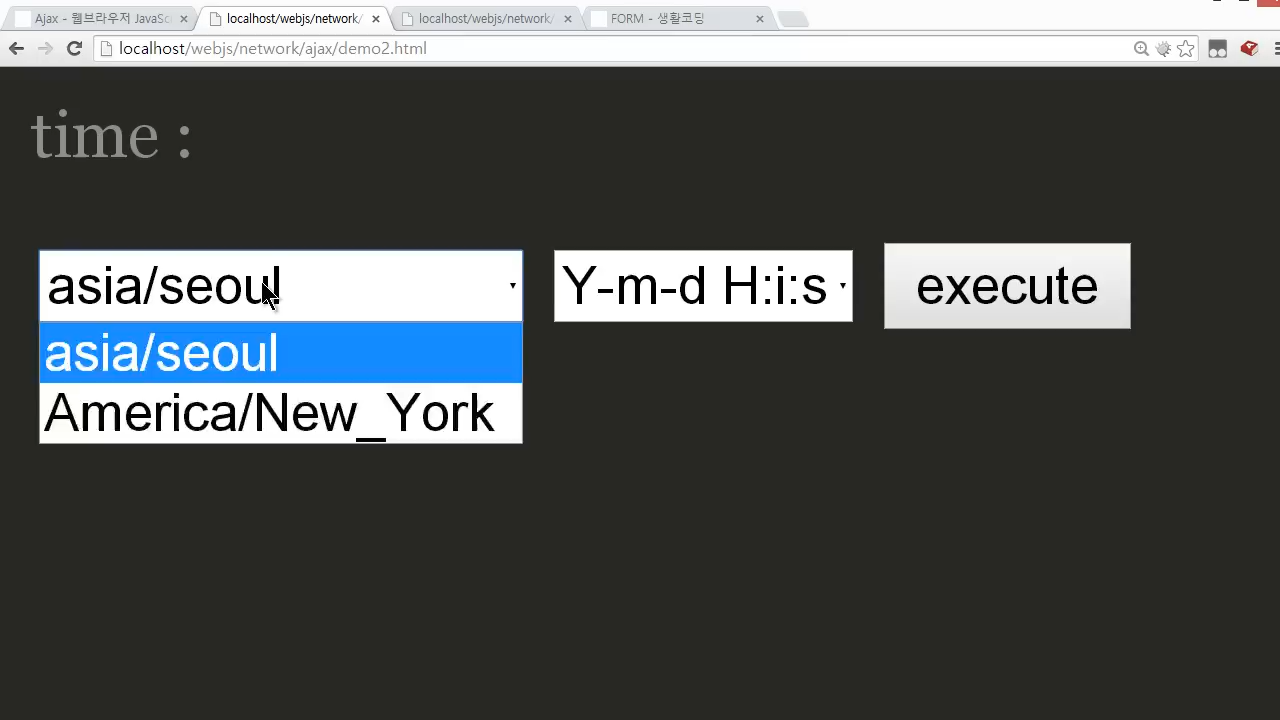 Ajax - 웹브라우저 JavaSc
localhost/webjs/network/
localhost/webjs/network/
FORM - 생활코딩
localhost/webjs/network/ajax/demo2.html
time :
asia/seoul
Y-m-d H:i:s
execute
asia/seoul
America/New_York